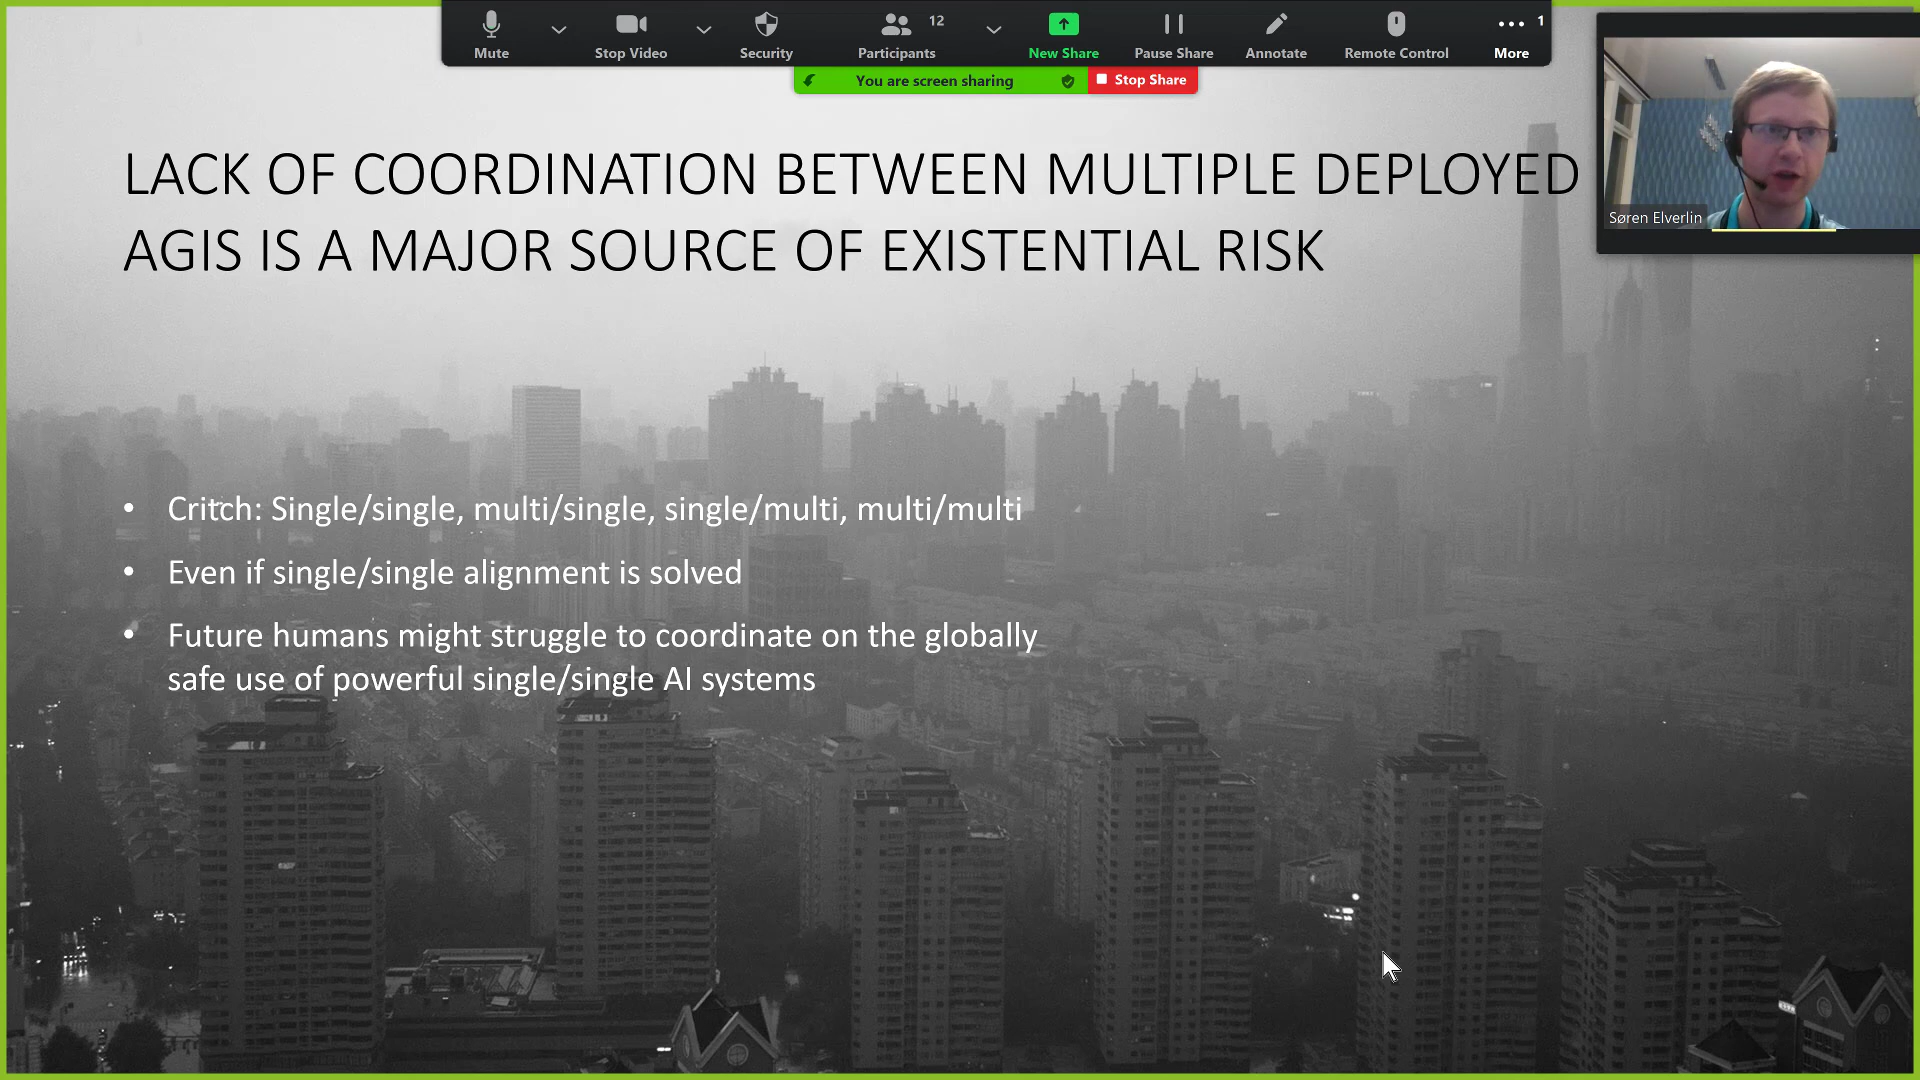 Mute
Stop Video
Security
Participants
12
New Share
Pause Share
Annotate
Remote Control
More
1
You are screen sharing
Stop Share
Søren Elverlin
LACK OF COORDINATION BETWEEN MULTIPLE DEPLOYED
AGIS IS A MAJOR SOURCE OF EXISTENTIAL RISK
• Critch: Single/single, multi/single, single/multi, multi/multi
• Even if single/single alignment is solved
• Future humans might struggle to coordinate on the globally
safe use of powerful single/single AI systems